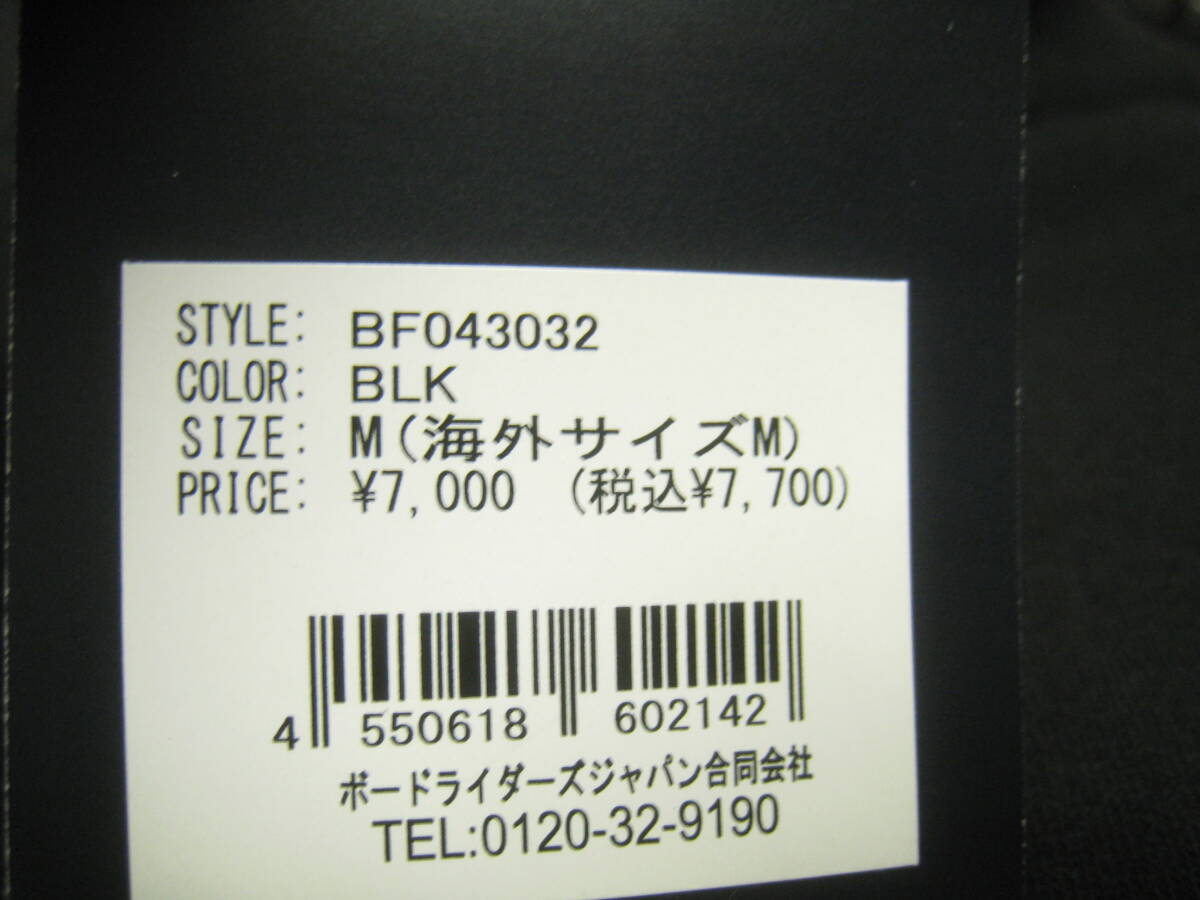 STYLE: BF043032
COLOR: BLK
SIZE: M(海外サイズM)
PRICE: ¥7,000 (税込¥7,700)
4 550618 602142
ボードライダーズジャパン合同会社
TEL:0120-32-9190